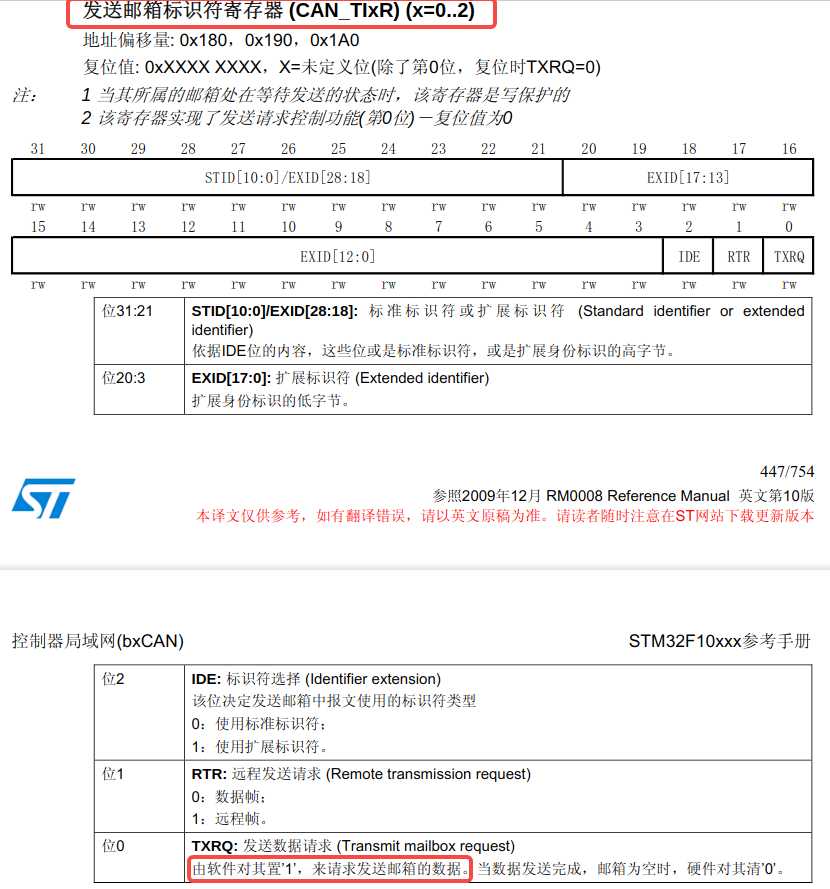 发送邮箱标识符寄存器 (CAN_TIxR) (x=0..2)
地址偏移量: 0x180，0x190，0x1A0
复位值: 0xXXXX XXXX，X=未定义位(除了第0位，复位时TXRQ=0)
注： 1 当其所属的邮箱处在等待发送的状态时，该寄存器是写保护的
2 该寄存器实现了发送请求控制功能(第0位)－复位值为0
31 30 29 28 27 26 25 24 23 22 21 20 19 18 17 16
STID[10:0]/EXID[28:18] EXID[17:13]
rw rw rw rw rw rw rw rw rw rw rw rw rw rw rw rw
15 14 13 12 11 10 9 8 7 6 5 4 3 2 1 0
EXID[12:0] IDE RTR TXRQ
rw rw rw rw rw rw rw rw rw rw rw rw rw rw rw rw
位31:21 STID[10:0]/EXID[28:18]: 标准标识符或扩展标识符 (Standard identifier or extended
identifier)
依据IDE位的内容，这些位或是标准标识符，或是扩展身份标识的高字节。
位20:3 EXID[17:0]: 扩展标识符 (Extended identifier)
扩展身份标识的低字节。
447/754
ST
参照2009年12月 RM0008 Reference Manual 英文第10版
本译文仅供参考，如有翻译错误，请以英文原稿为准。请读者随时注意在ST网站下载更新版本
控制器局域网(bxCAN) STM32F10xxx参考手册
位2 IDE: 标识符选择 (Identifier extension)
该位决定发送邮箱中报文使用的标识符类型
0：使用标准标识符；
1：使用扩展标识符。
位1 RTR: 远程发送请求 (Remote transmission request)
0：数据帧；
1：远程帧。
位0 TXRQ: 发送数据请求 (Transmit mailbox request)
由软件对其置’1’，来请求发送邮箱的数据。当数据发送完成，邮箱为空时，硬件对其清’0’。